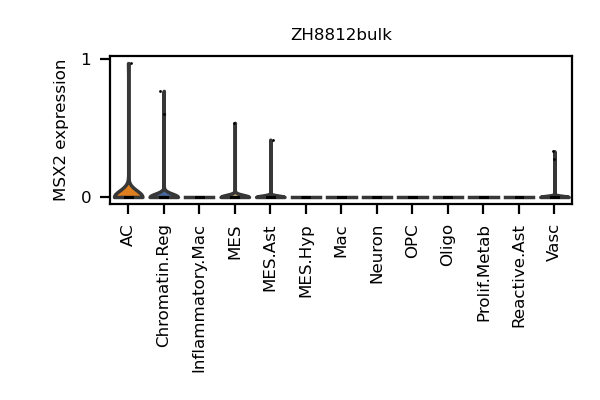 ZH8812bulk
MSX2 expression
1
0
AC
Chromatin.Reg
Inflammatory.Mac
MES
MES.Ast
MES.Hyp
Mac
Neuron
OPC
Oligo
Prolif.Metab
Reactive.Ast
Vasc